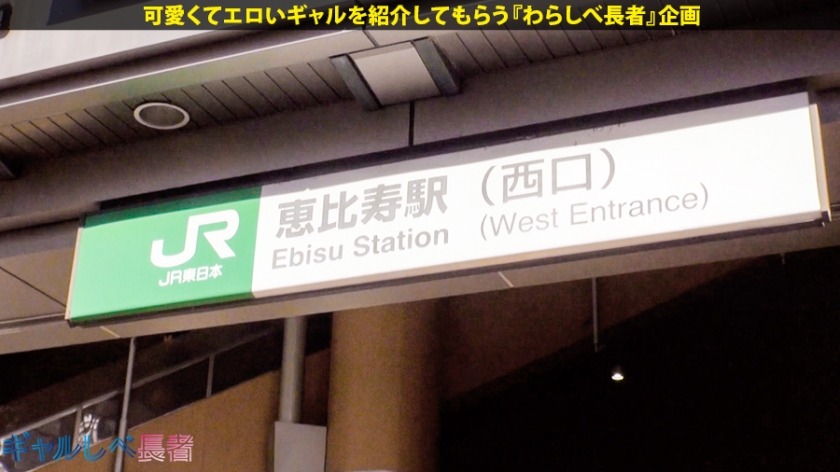 可愛くてエロいギャルを紹介してもらう『わらしべ長者』企画
JR
JR東日本
恵比寿駅（西口）
Ebisu Station (West Entrance)
ギャルしべ長者